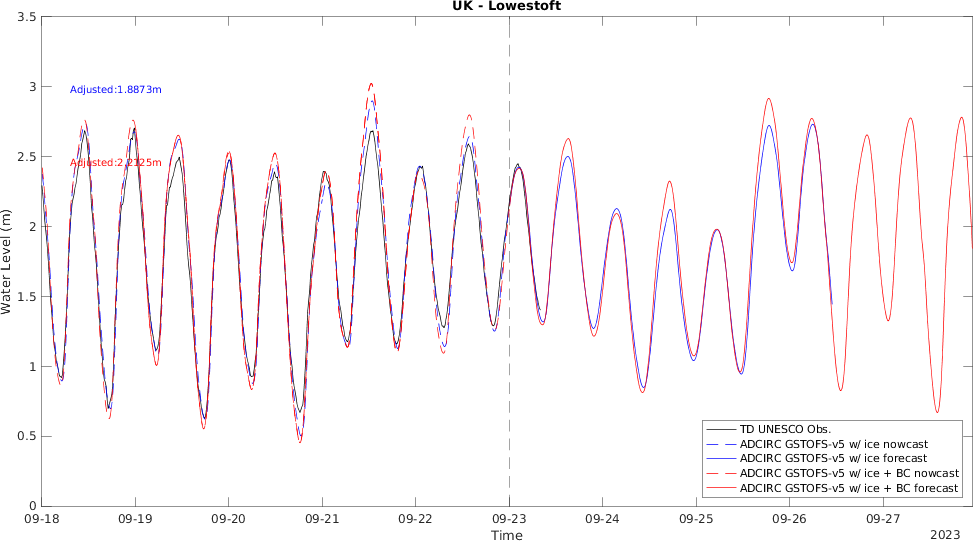 UK - Lowestoft
3.5
3
2.5
2
1.5
1
0.5
0
Water Level (m)
Adjusted:1.8873m
Adjusted:2.2125m
TD UNESCO Obs.
ADCIRC GSTOFS-v5 w/ ice nowcast
ADCIRC GSTOFS-v5 w/ ice forecast
ADCIRC GSTOFS-v5 w/ ice + BC nowcast
ADCIRC GSTOFS-v5 w/ ice + BC forecast
09-18 09-19 09-20 09-21 09-22 09-23 09-24 09-25 09-26 09-27
Time
2023